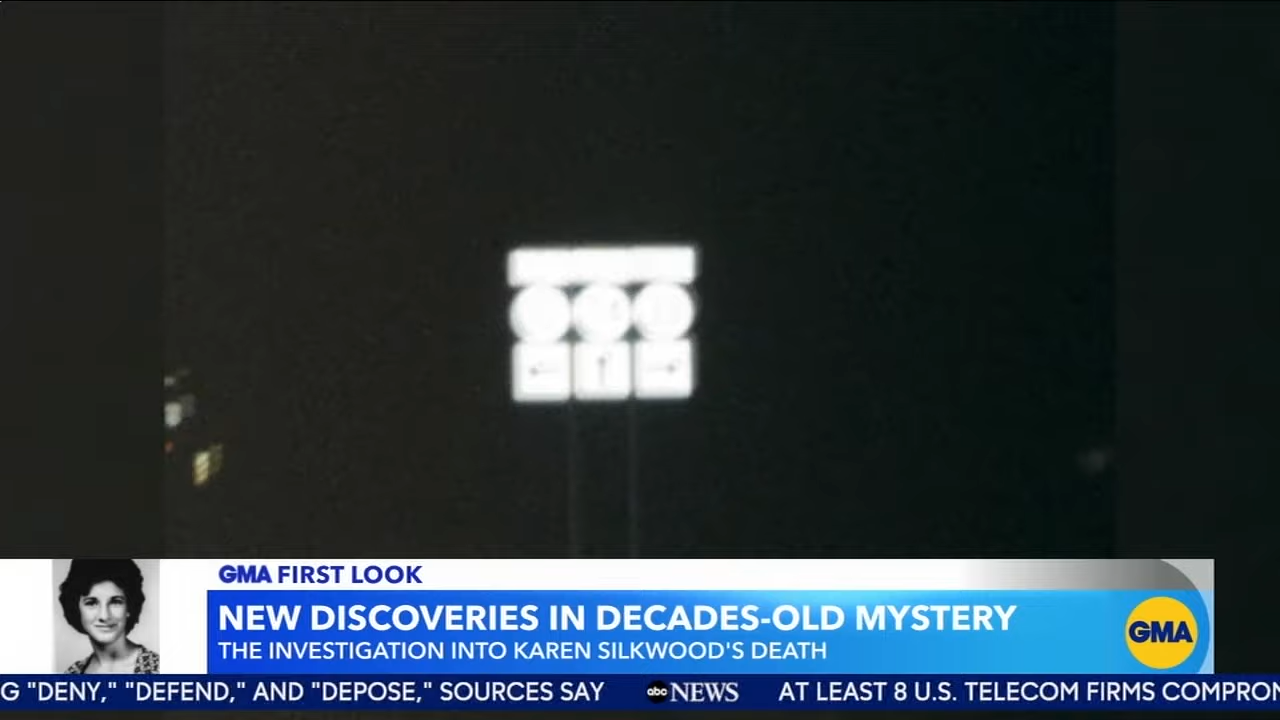 GMA FIRST LOOK
NEW DISCOVERIES IN DECADES-OLD MYSTERY
THE INVESTIGATION INTO KAREN SILKWOOD'S DEATH
GMA
G "DENY," "DEFEND," AND "DEPOSE," SOURCES SAY abc NEWS AT LEAST 8 U.S. TELECOM FIRMS COMPROM